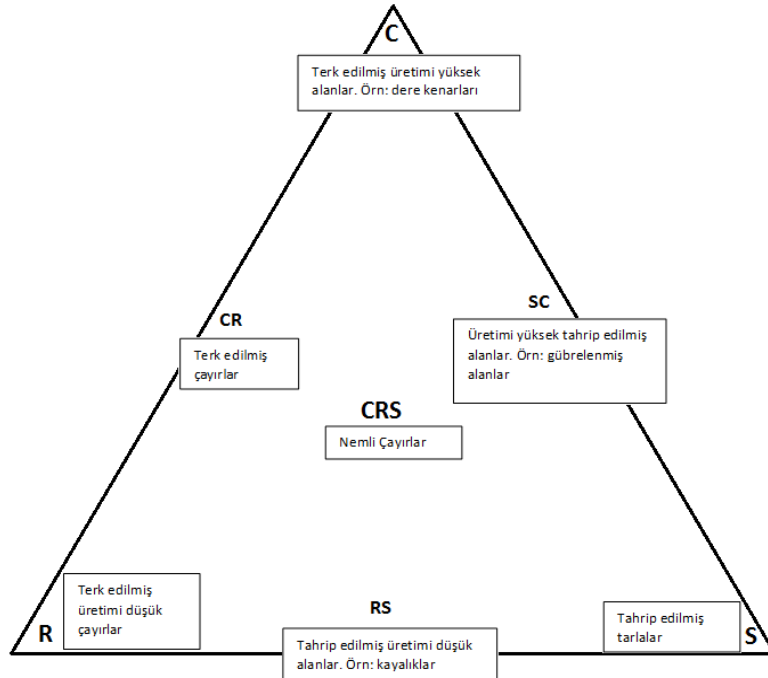 C
Terk edilmiş üretimi yüksek
alanlar. Örn: dere kenarları
CR
Terk edilmiş
çayırlar
SC
Üretimi yüksek tahrip edilmiş
alanlar. Örn: gübrelenmiş
alanlar
CRS
Nemli Çayırlar
R
Terk edilmiş
üretimi düşük
çayırlar
RS
Tahrip edilmiş üretimi düşük
alanlar. Örn: kayalıklar
Tahrip edilmiş
tarlalar
S